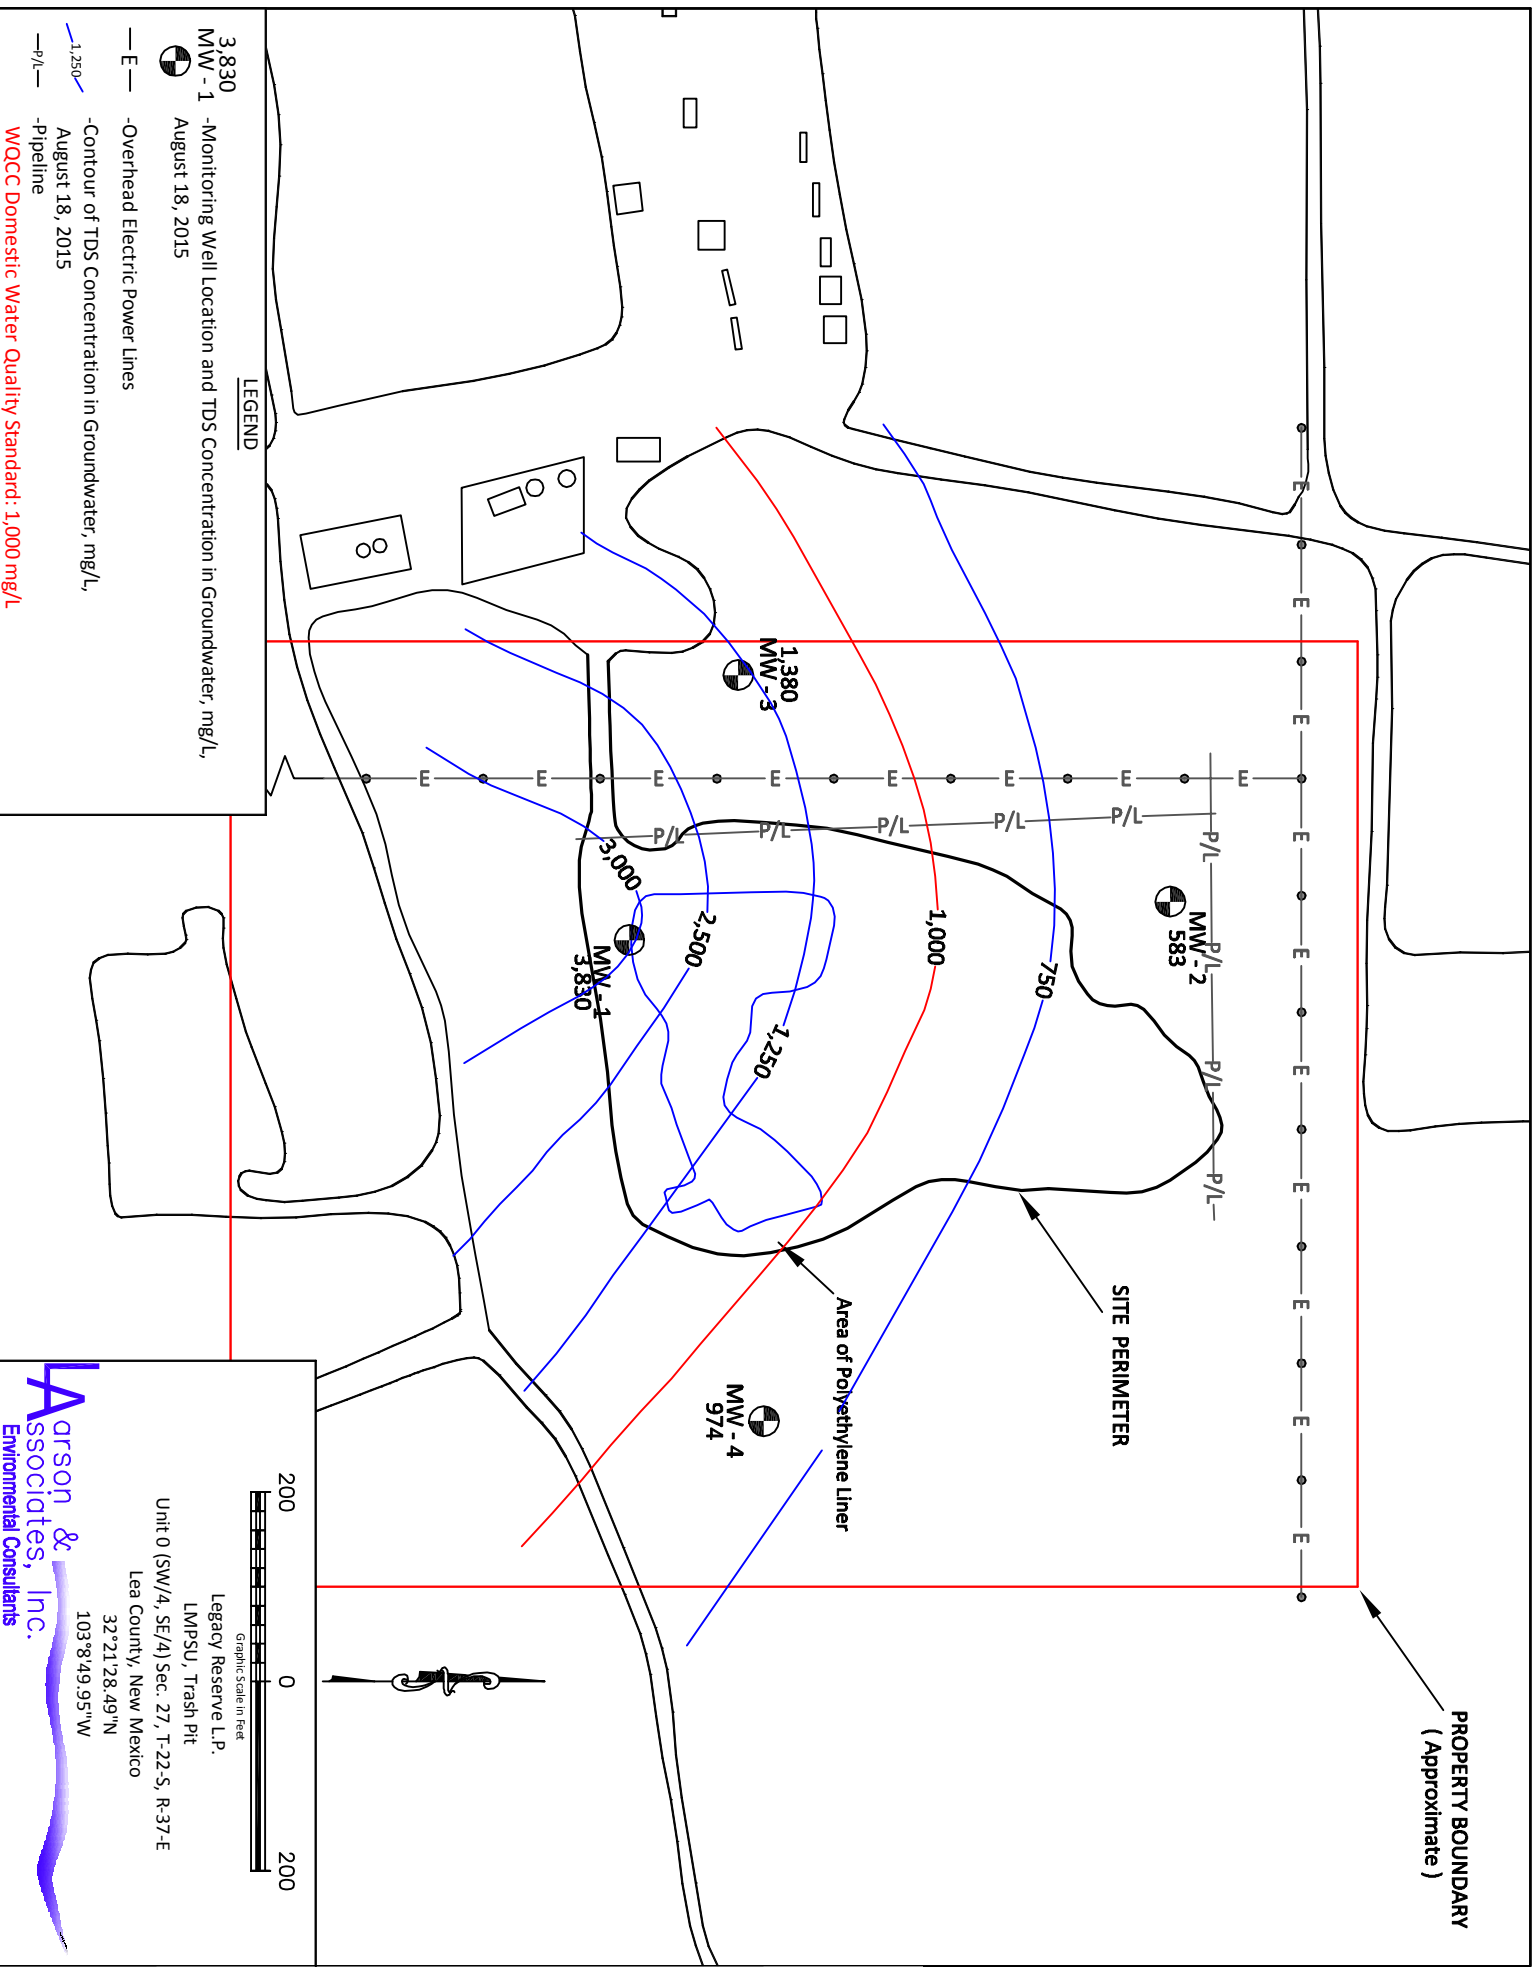 PROPERTY BOUNDARY
( Approximate )
E
E
E
E
E
E
E
E
E
E
P/L
P/L
P/L
P/L
MW - 2
583
SITE PERIMETER
E
E
E
E
E
E
E
E
P/L
P/L
P/L
P/L
P/L
750
1,000
1,250
2,500
3,000
1,380
MW - 3
Area of Polyethylene Liner
MW - 4
974
MW - 1
3,830
LEGEND
3,830
MW - 1 -Monitoring Well Location and TDS Concentration in Groundwater, mg/L,
August 18, 2015
E -Overhead Electric Power Lines
1,250 -Contour of TDS Concentration in Groundwater, mg/L,
August 18, 2015
P/L -Pipeline
WQCC Domestic Water Quality Standard: 1,000 mg/L
200 0 200
Graphic Scale in Feet
Legacy Reserve L.P.
LMPSU, Trash Pit
Unit 0 (SW/4, SE/4) Sec. 27, T-22-S, R-37-E
Lea County, New Mexico
32°21'28.49"N
103°8'49.95"W
Larson &
Associates, Inc.
Environmental Consultants